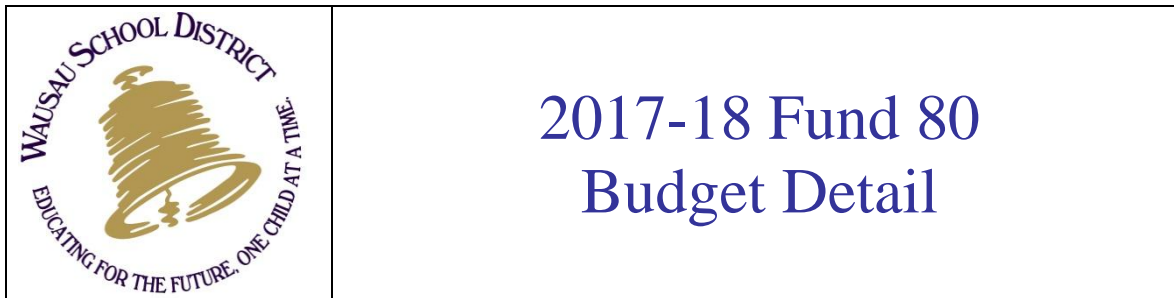 WAUSAU SCHOOL DISTRICT
EDUCATING FOR THE FUTURE, ONE CHILD AT A TIME.
2017-18 Fund 80
Budget Detail